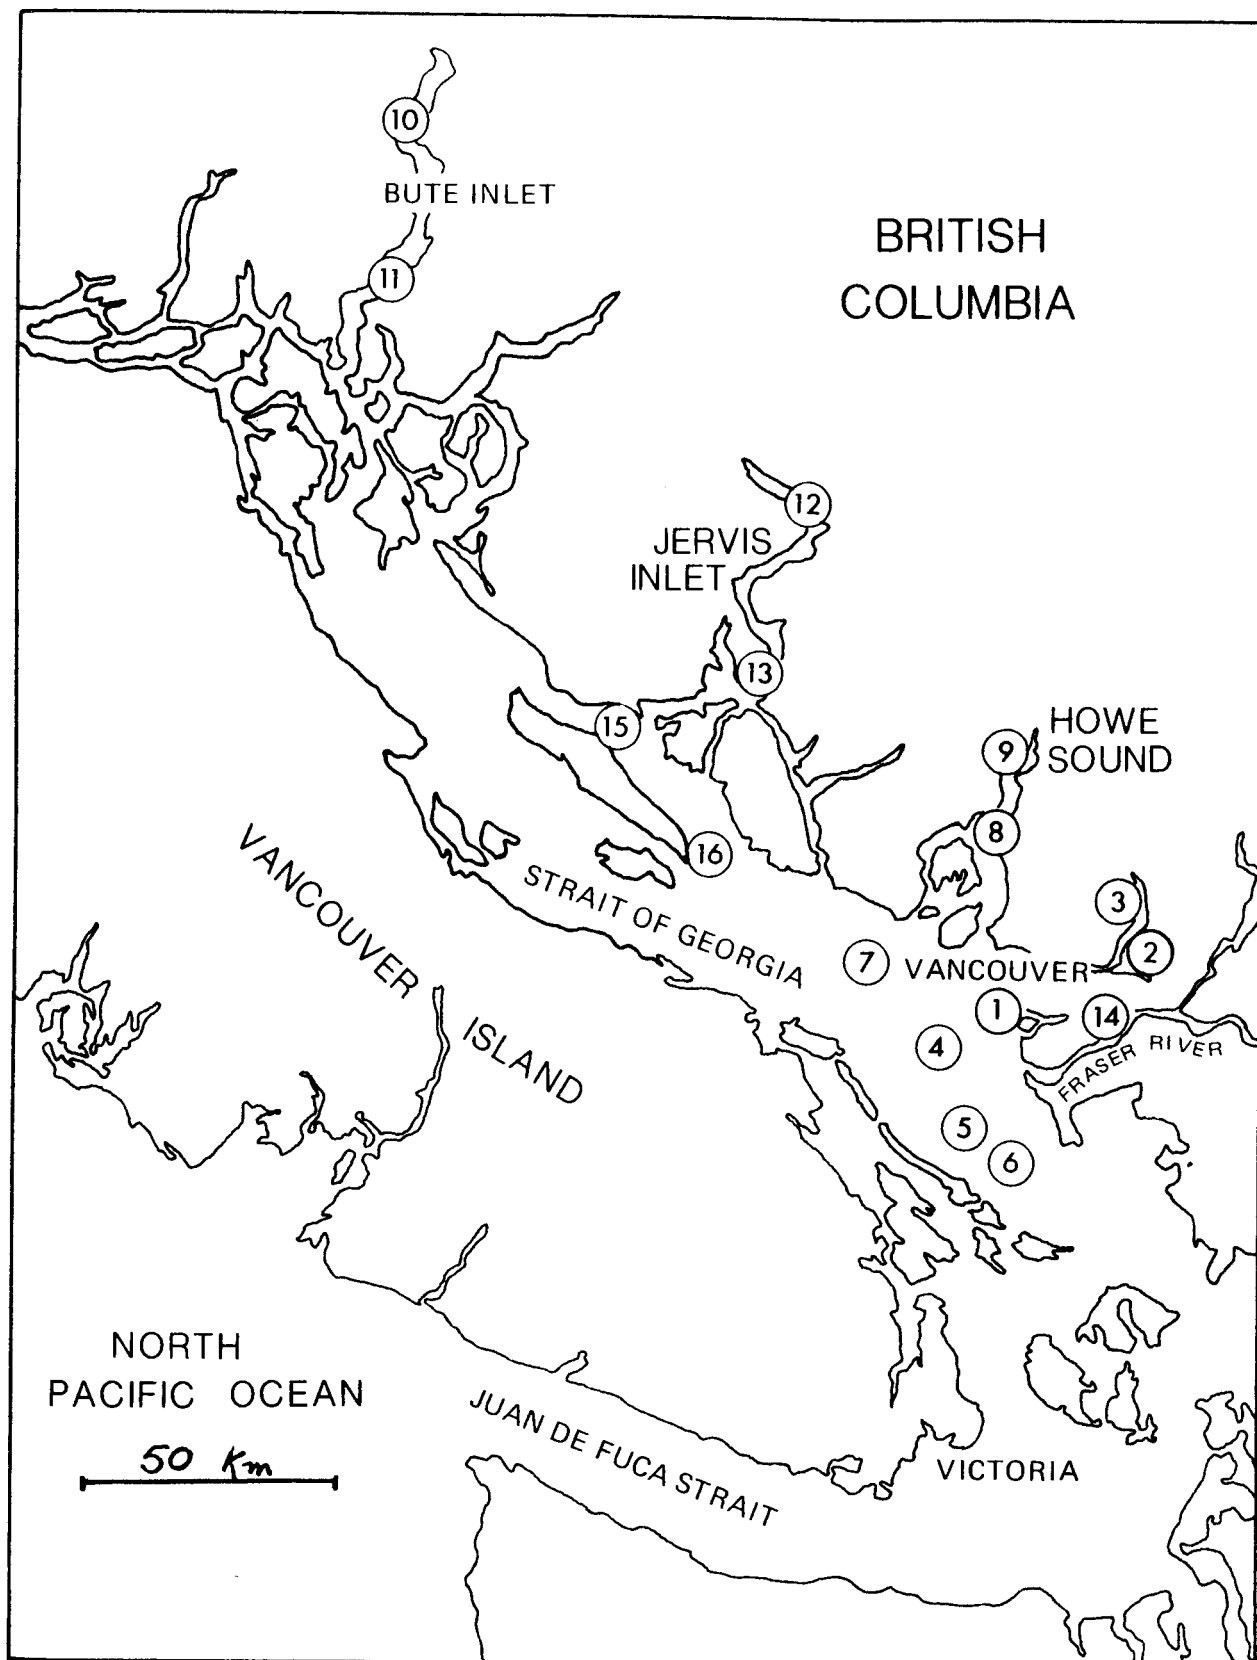 10
BUTE INLET
11
BRITISH
COLUMBIA
12
JERVIS
INLET
13
15
HOWE
SOUND
9
8
16
STRAIT OF GEORGIA
3
2
7
VANCOUVER
1
14
4
FRASER RIVER
5
6
VANCOUVER
ISLAND
NORTH
PACIFIC OCEAN
50 Km
JUAN DE FUCA STRAIT
VICTORIA